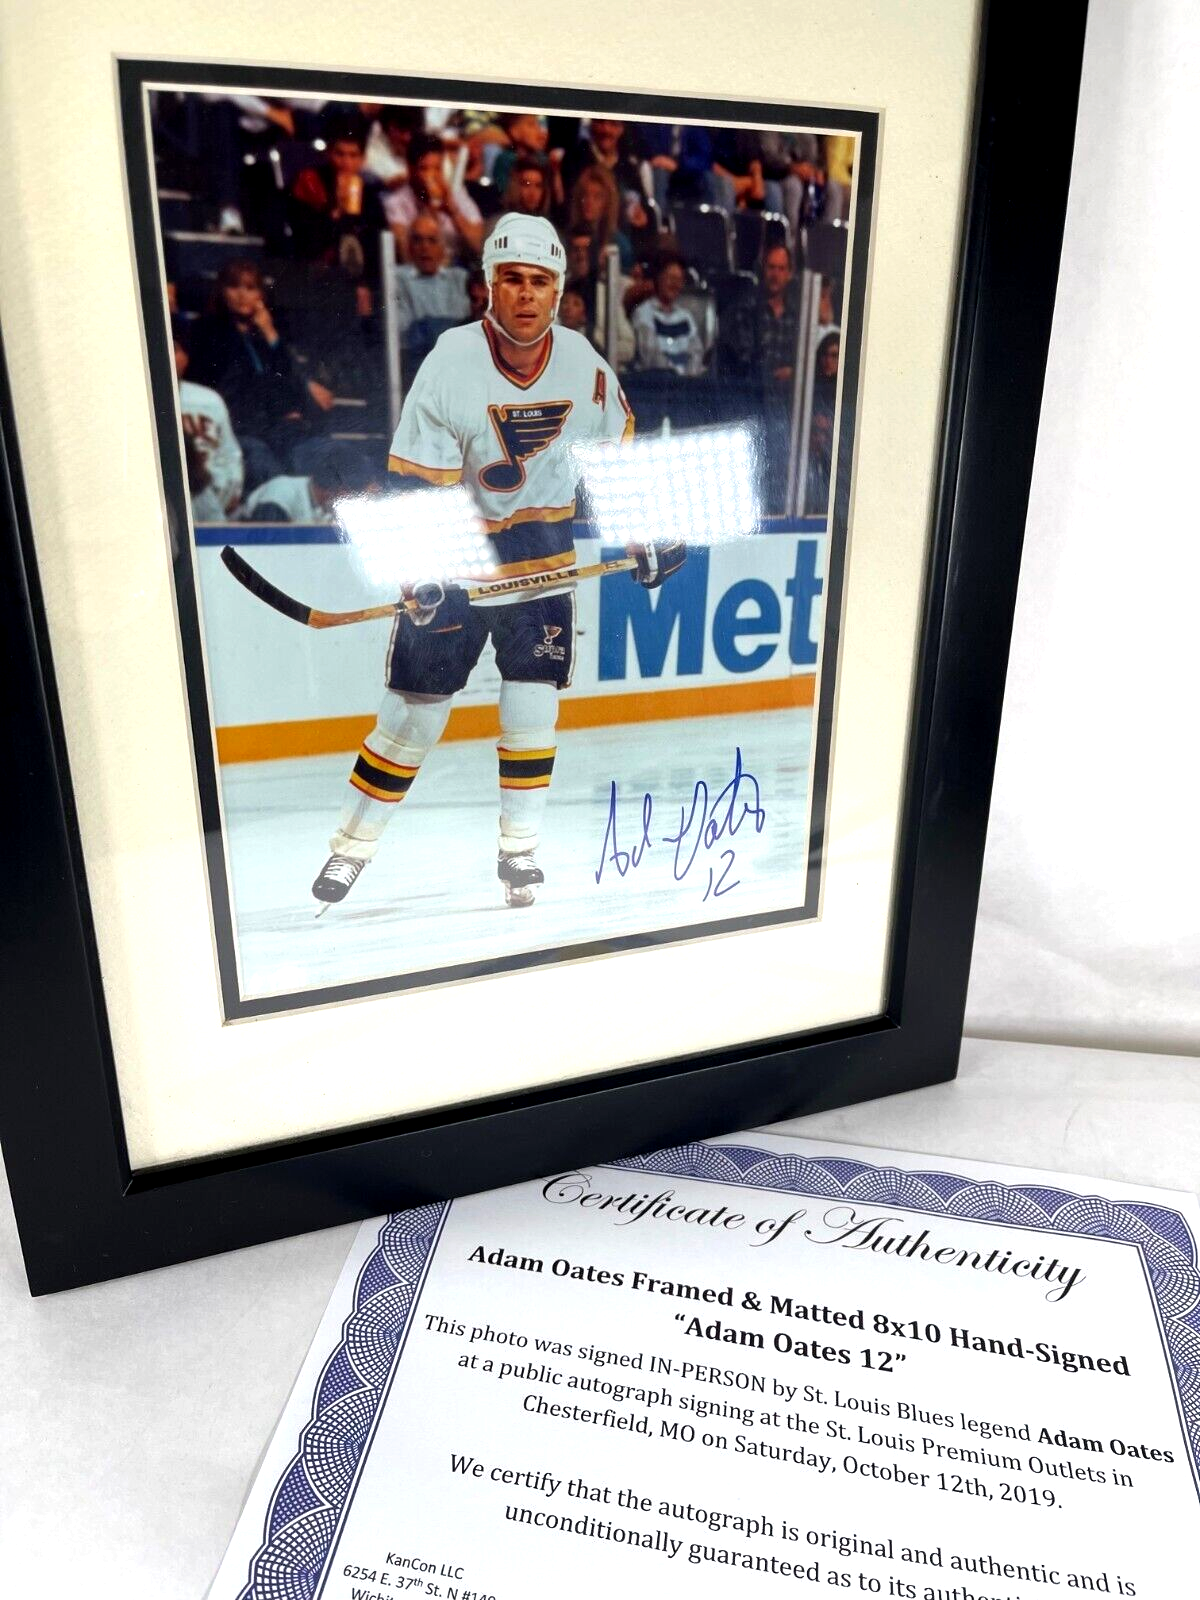 A
ST. LOUIS
LOUISVILLE
Met
Supra
Adam Oates
12
Certificate of Authenticity
Adam Oates Framed & Matted 8x10 Hand-Signed
“Adam Oates 12”
This photo was signed IN-PERSON by St. Louis Blues legend Adam Oates
at a public autograph signing at the St. Louis Premium Outlets in
Chesterfield, MO on Saturday, October 12th, 2019.
We certify that the autograph is original and authentic and is
unconditionally guaranteed as to its
KanCon LLC
6254 E. 37th St. N